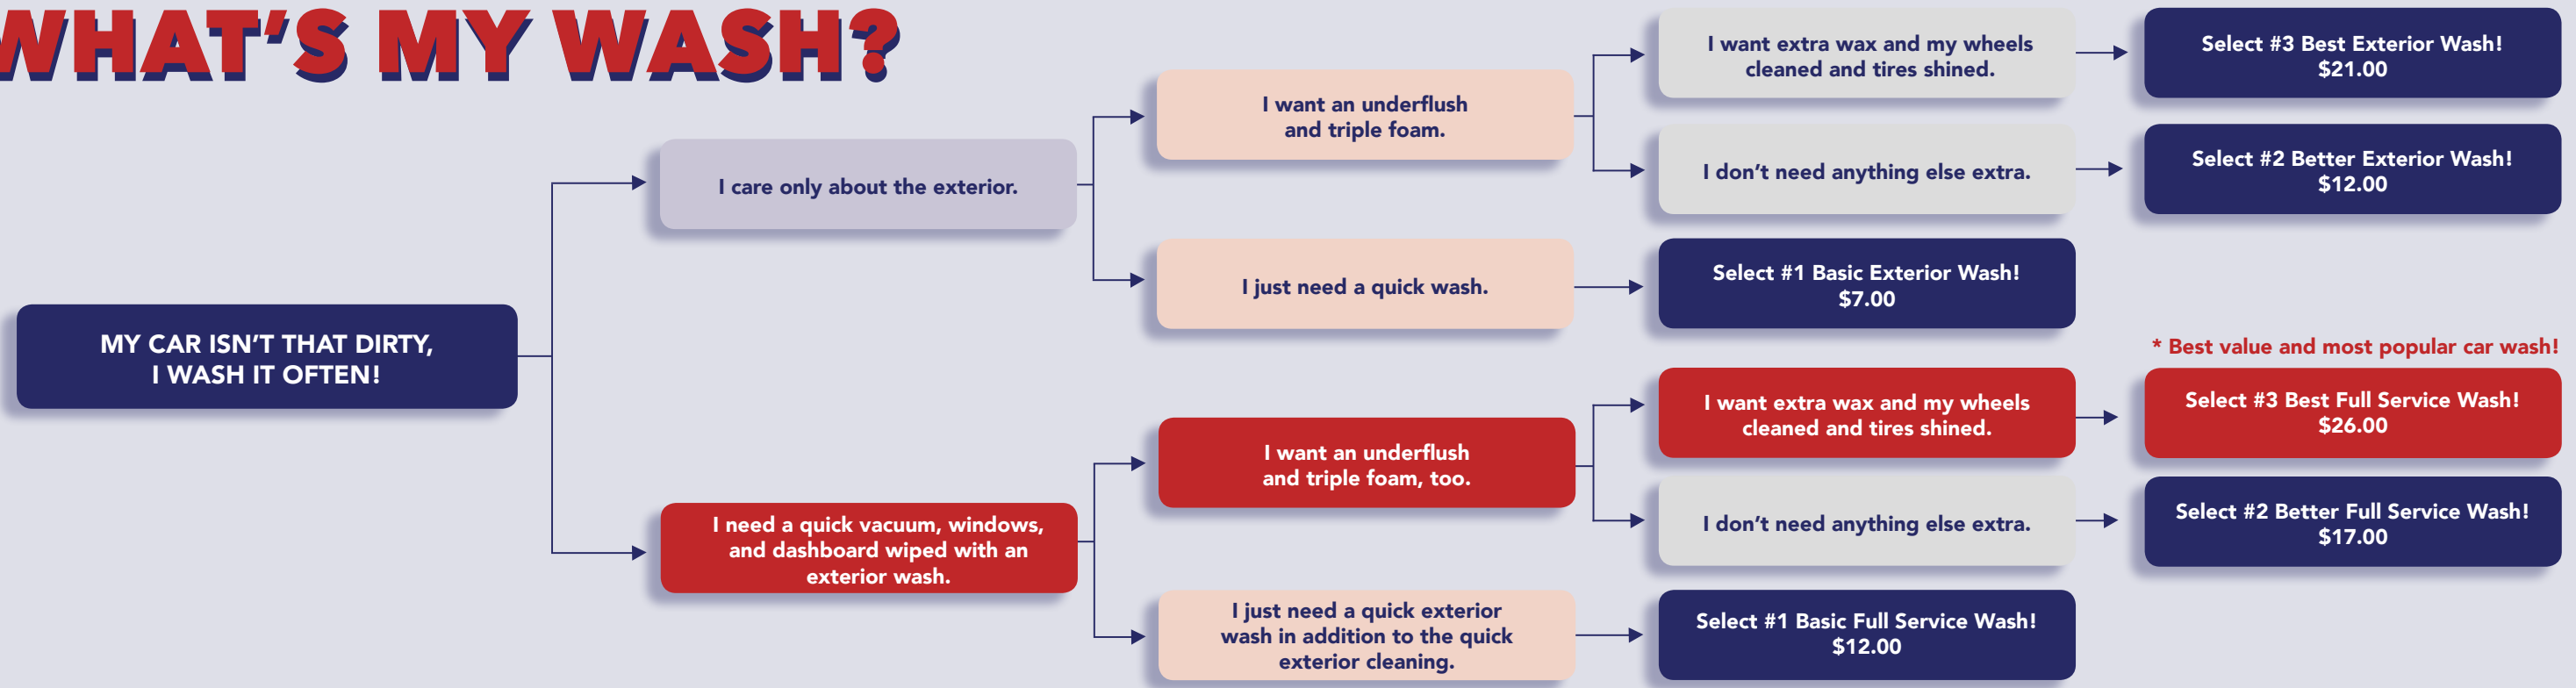 WHAT'S MY WASH?
MY CAR ISN'T THAT DIRTY,
I WASH IT OFTEN!
I care only about the exterior.
I want an underflush
and triple foam.
I want extra wax and my wheels
cleaned and tires shined.
Select #3 Best Exterior Wash!
$21.00
I don't need anything else extra.
Select #2 Better Exterior Wash!
$12.00
I just need a quick wash.
Select #1 Basic Exterior Wash!
$7.00
I need a quick vacuum, windows,
and dashboard wiped with an
exterior wash.
I want an underflush
and triple foam, too.
I want extra wax and my wheels
cleaned and tires shined.
* Best value and most popular car wash!
Select #3 Best Full Service Wash!
$26.00
I don't need anything else extra.
Select #2 Better Full Service Wash!
$17.00
I just need a quick exterior
wash in addition to the quick
exterior cleaning.
Select #1 Basic Full Service Wash!
$12.00